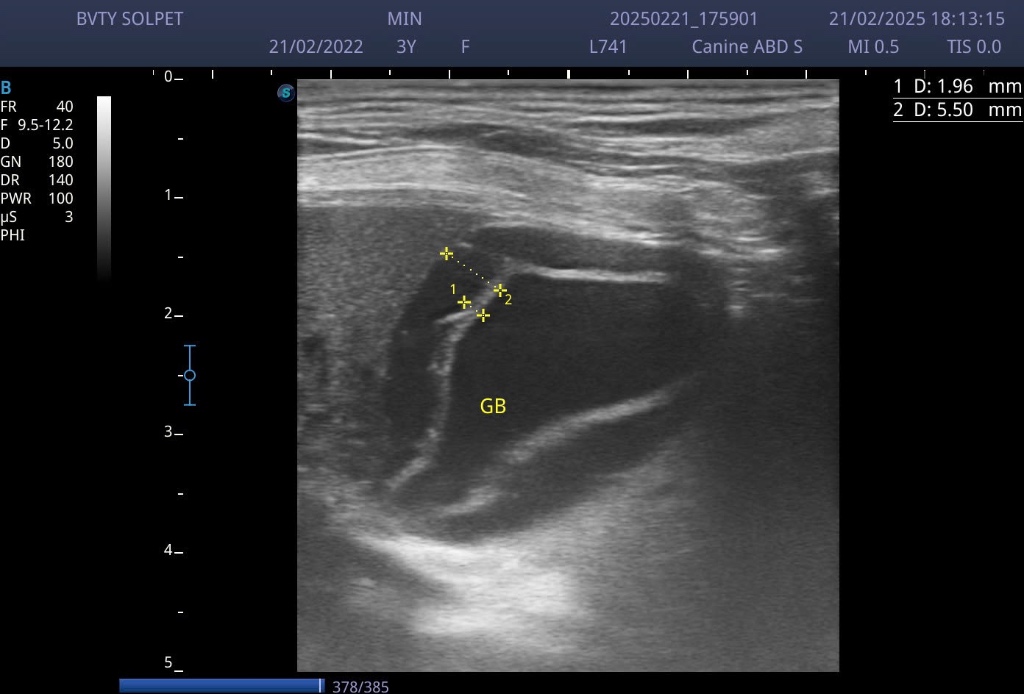 BVTY SOLPET MIN 20250221_175901 21/02/2025 18:13:15
21/02/2022 3Y F L741 Canine ABD S MI 0.5 TIS 0.0
B
FR 40
F 9.5-12.2
D 5.0
GN 180
DR 140
PWR 100
µS 3
PHI
S
1 D: 1.96 mm
2 D: 5.50 mm
0
1
2
3
4
5
1
2
GB
378/385